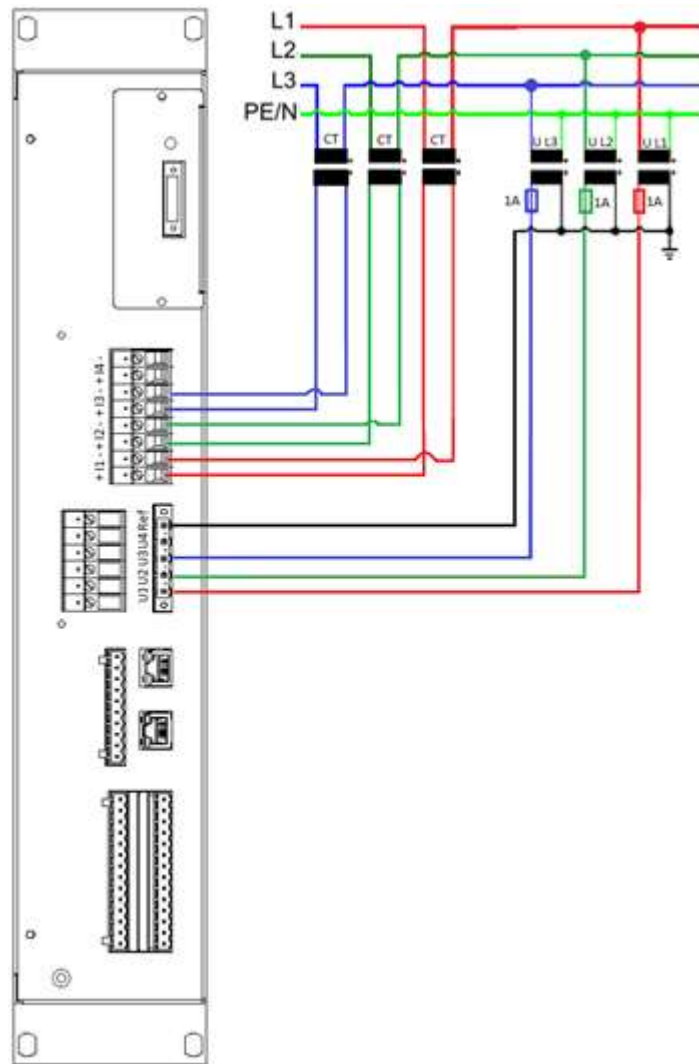 L1
L2
L3
PE/N
CT CT CT
U L3 U L2 U L1
1A 1A 1A
+ I1 - + I2 - + I3 - + I4 -
U1 U2 U3 U4 Ref